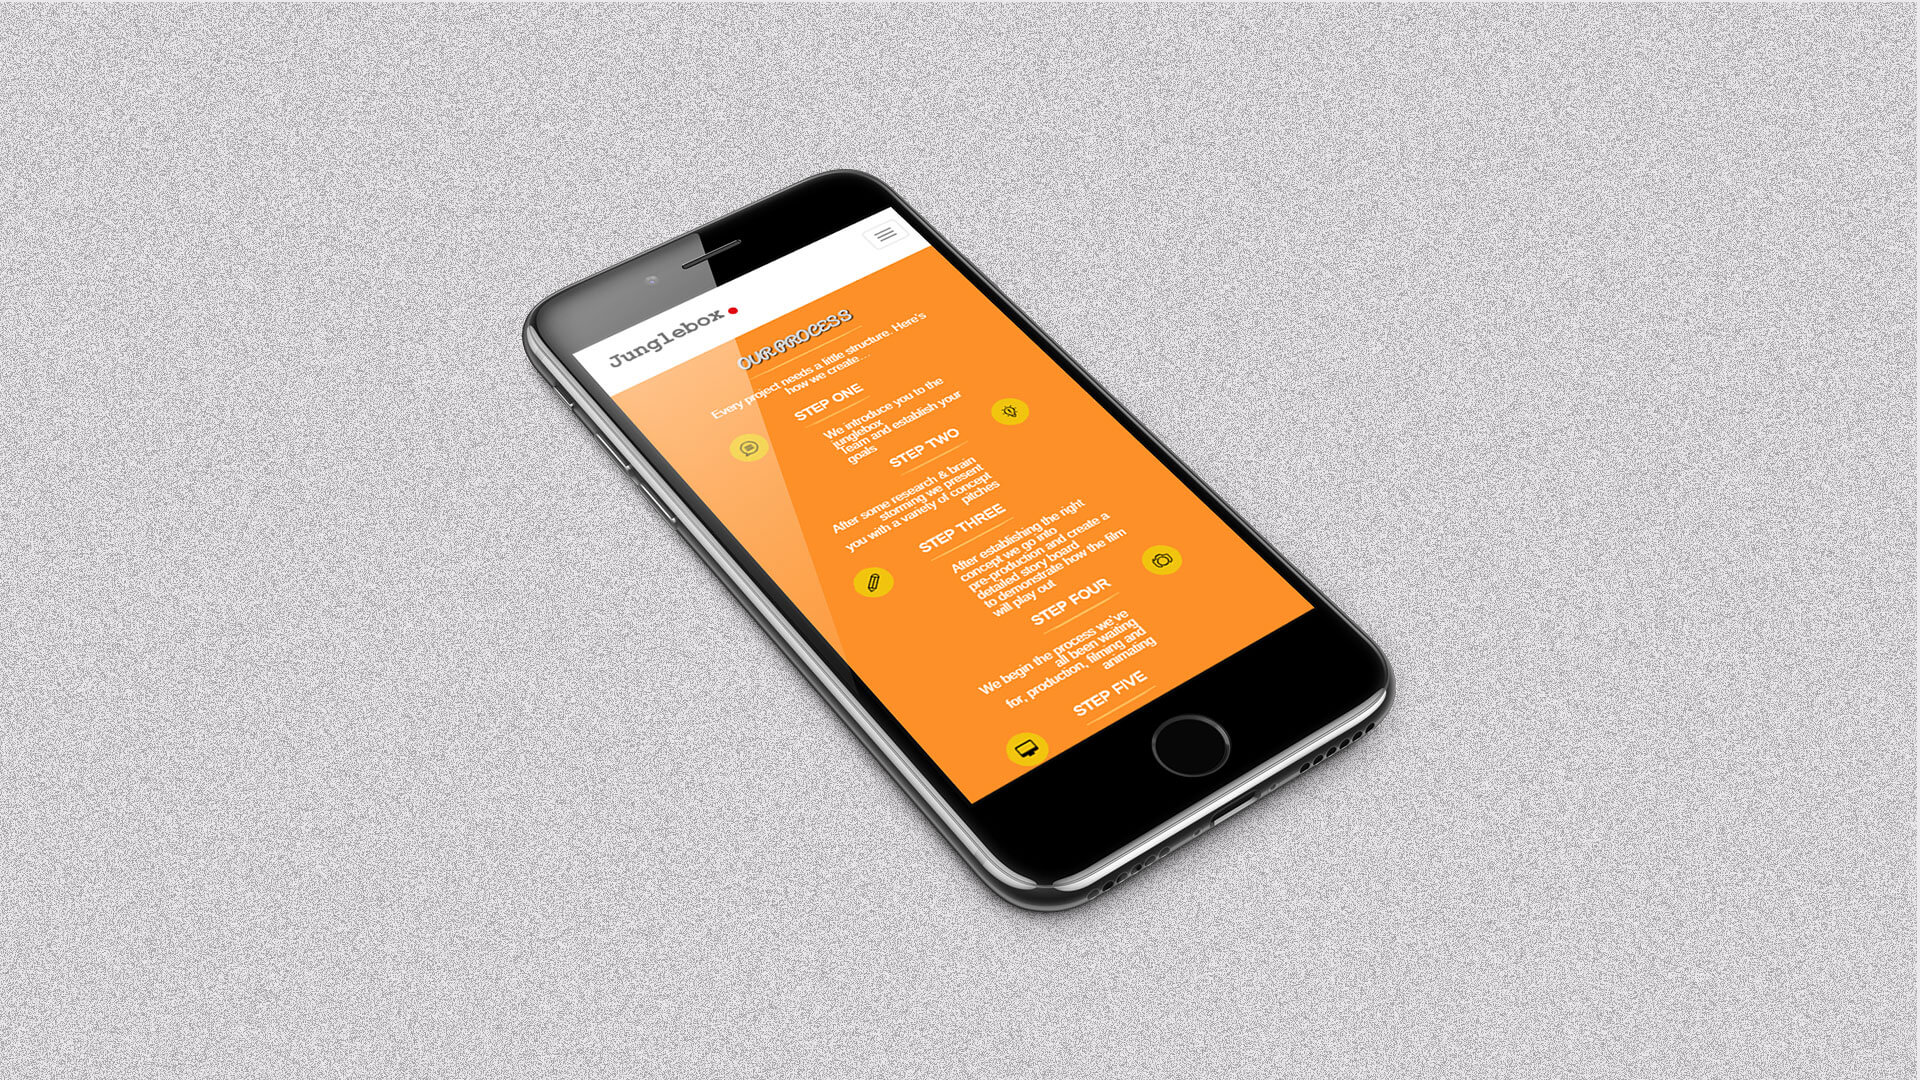 Junglebox
OUR PROCESS
Every project needs a little structure. Here's
how we create...
STEP ONE
We introduce you to the
junglebox
Team and establish your
goals
STEP TWO
After some research & brain
storming we present
you with a variety of concept
pitches
STEP THREE
After establishing the right
concept we go into
pre-production and create a
detailed story board
to demonstrate how the film
will play out
STEP FOUR
We begin the process we've
all been waiting
for, production, filming and
animating
STEP FIVE